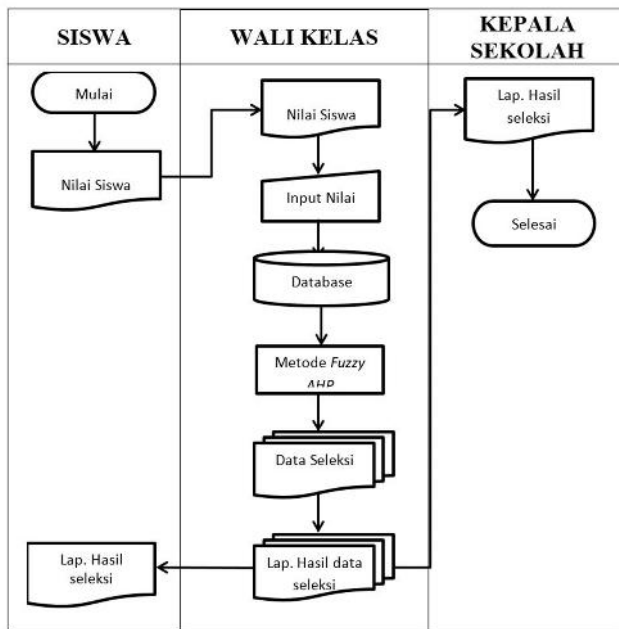 SISWA
WALI KELAS
KEPALA
SEKOLAH
Mulai
Nilai Siswa
Nilai Siswa
Input Nilai
Database
Metode Fuzzy
AHP
Data Seleksi
Lap. Hasil data
seleksi
Lap. Hasil
seleksi
Lap. Hasil
seleksi
Selesai